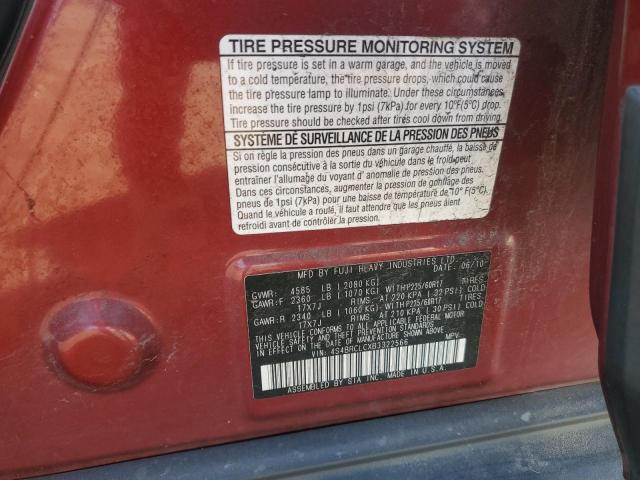 TIRE PRESSURE MONITORING SYSTEM
If tire pressure is set in a warm garage, and the vehicle is moved
to a cold temperature, the tire pressure drops, which could cause
the tire pressure lamp to illuminate. Under these circumstances,
increase the tire pressure by 1psi (7kPa) for every 10°F(5°C) drop.
Tire pressure should be checked after tires cool down from driving.
SYSTÈME DE SURVEILLANCE DE LA PRESSION DES PNEUS
Si on règle la pression des pneus dans un garage chauffé, la baisse de
pression consécutive à la sortie du véhicule dans le froid peut
entraîner l'allumage du voyant d' anomalie de pression des pneus.
Dans ces circonstances, augmenter la pression de gonflage des
pneus de 1psi (7kPa) pour une baisse de température de 10° F(5°C).
Quand le véhicule a roulé, il faut attendre que les pneus aient
refroidi avant de contrôler la pression.
MFD BY FUJI HEAVY INDUSTRIES LTD. 06/10
GVWR: 4585 LB ( 2080 KG)
GAWR:F 2360 LB ( 1070 KG) WITH P225/60R17
17X7J RIMS, AT 220 KPA ( 32 PSI) COLD
GAWR:R 2340 LB ( 1060 KG) WITH P225/60R17
17X7J RIMS, AT 210 KPA ( 30 PSI) COLD
THIS VEHICLE CONFORMS TO ALL APPLICABLE FEDERAL MOTOR
VEHICLE SAFETY AND THEFT PREVENTION STANDARDS IN
EFFECT ON THE DATE OF MANUFACTURE SHOWN ABOVE.
VIN: 4S4BRCLCXB3322566 MPV
ASSEMBLED BY SIA INC. MADE IN U.S.A.